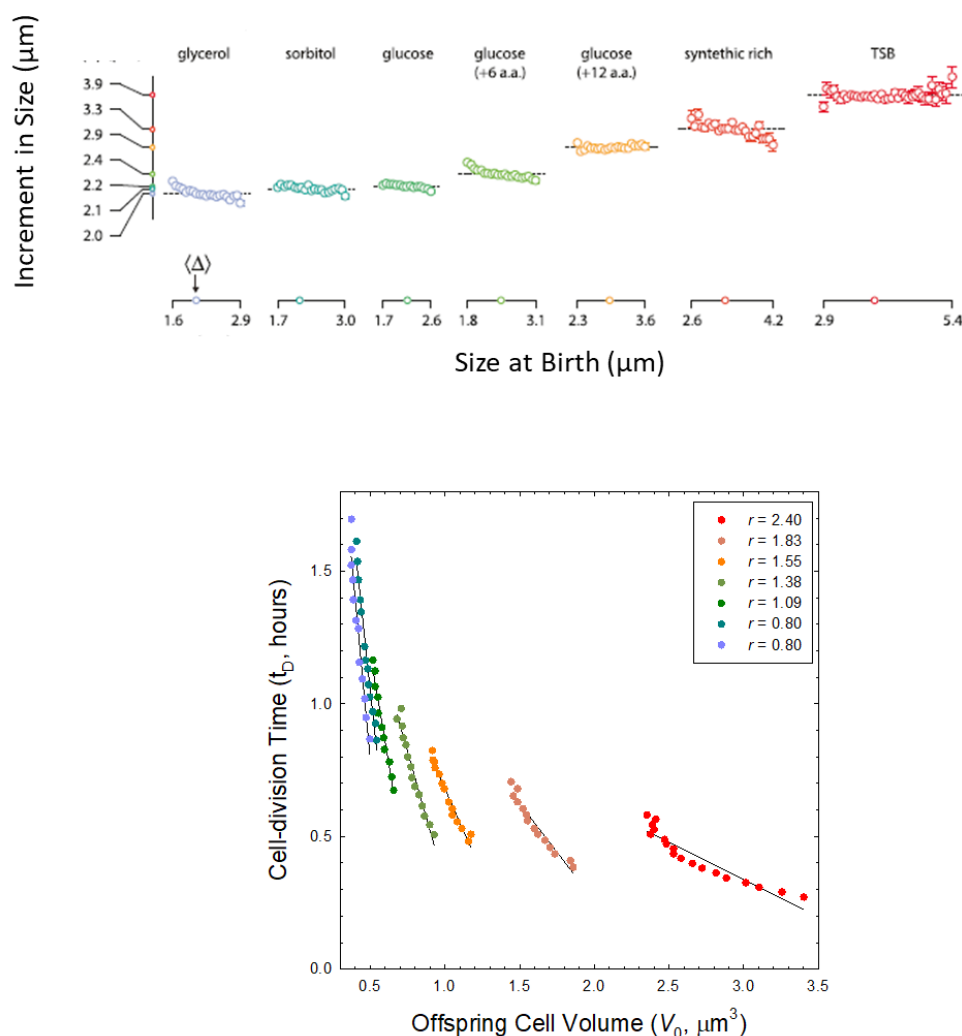 Increment in Size (μm)
glycerol sorbitol glucose glucose (+6 a.a.) glucose (+12 a.a.) syntethic rich TSB
3.9
3.3
2.9
2.4
2.2
2.1
2.0
⟨Δ⟩
1.6 2.9 1.7 3.0 1.7 2.6 1.8 3.1 2.3 3.6 2.6 4.2 2.9 5.4
Size at Birth (μm)
Cell-division Time (t_D, hours)
1.5
1.0
0.5
0.0
r = 2.40
r = 1.83
r = 1.55
r = 1.38
r = 1.09
r = 0.80
r = 0.80
0.5 1.0 1.5 2.0 2.5 3.0 3.5
Offspring Cell Volume (V₀, μm³)